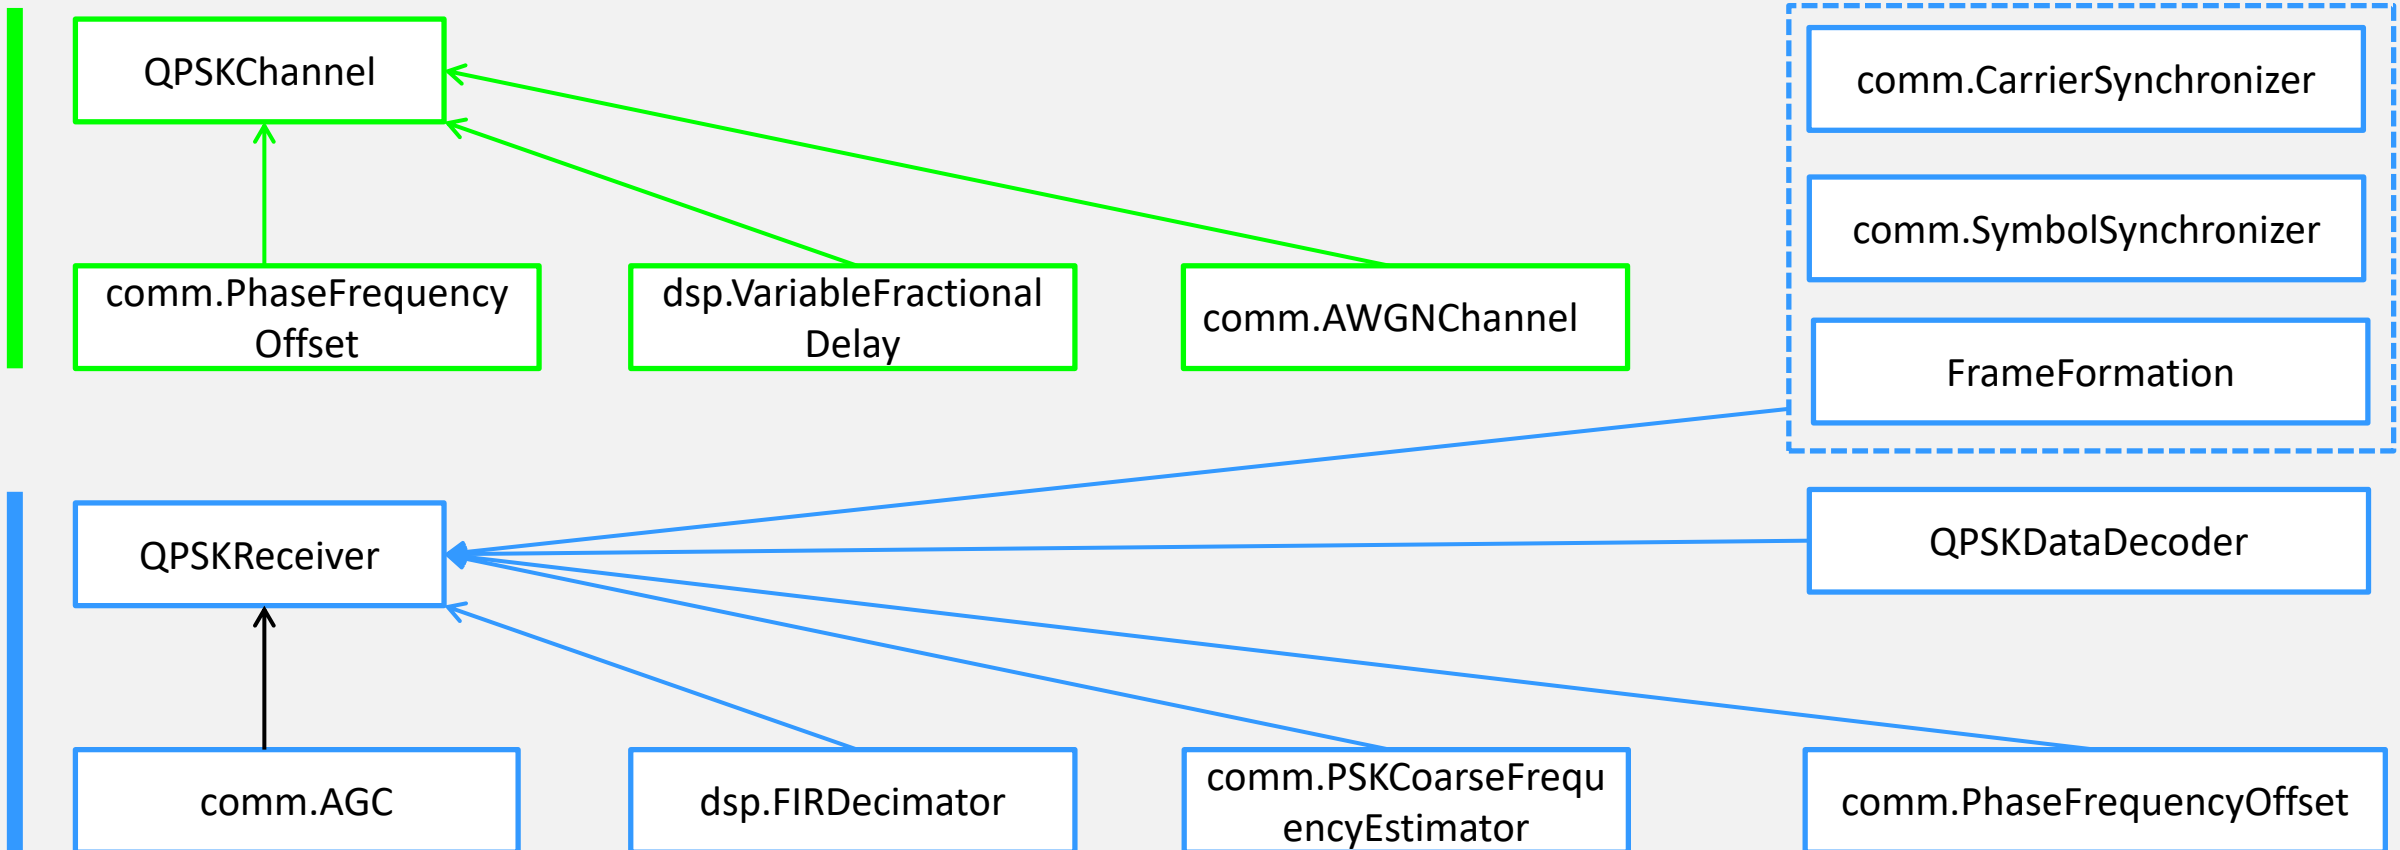 QPSKChannel
comm.CarrierSynchronizer
comm.SymbolSynchronizer
comm.PhaseFrequency
Offset
dsp.VariableFractional
Delay
comm.AWGNChannel
FrameFormation
QPSKReceiver
QPSKDataDecoder
comm.AGC
dsp.FIRDecimator
comm.PSKCoarseFrequ
encyEstimator
comm.PhaseFrequencyOffset